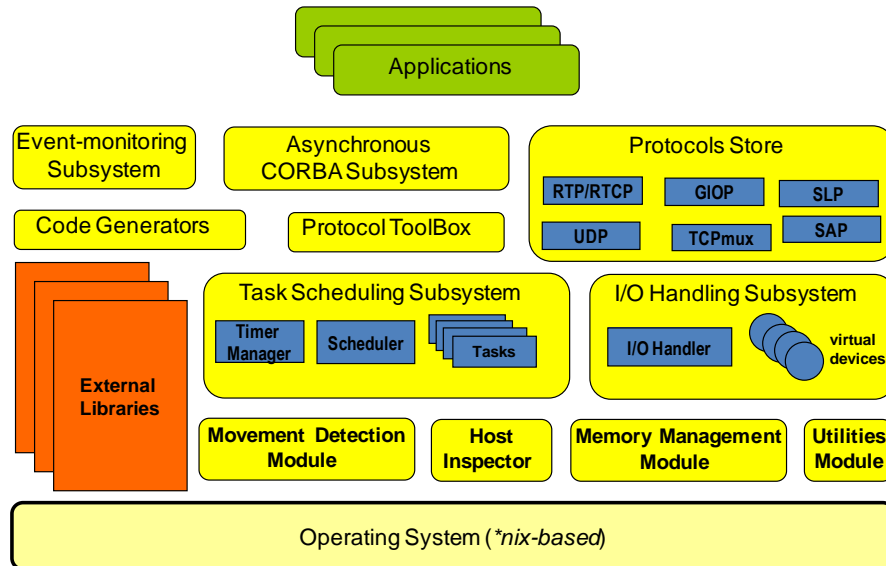 Applications
Event-monitoring
Subsystem
Asynchronous
CORBA Subsystem
Protocols Store
RTP/RTCP
GIOP
SLP
UDP
TCPmux
SAP
Code Generators
Protocol ToolBox
Task Scheduling Subsystem
Timer
Manager
Scheduler
Tasks
I/O Handling Subsystem
I/O Handler
virtual
devices
External
Libraries
Movement Detection
Module
Host
Inspector
Memory Management
Module
Utilities
Module
Operating System (*nix-based)